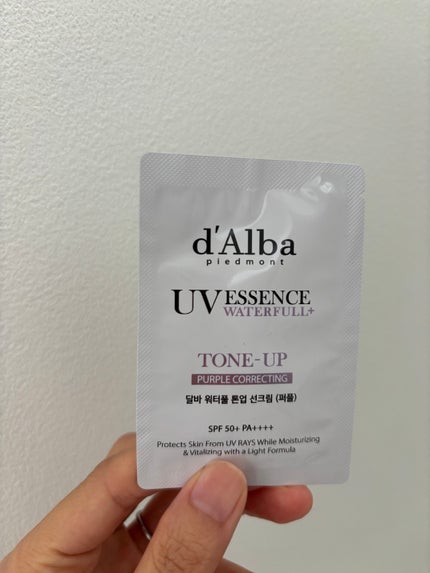 d'Alba
piedmont
UV ESSENCE
WATERFULL+
TONE-UP
PURPLE CORRECTING
달바 워터풀 톤업 선크림 (퍼플)
SPF 50+ PA++++
Protects Skin From UV RAYS While Moisturizing
& Vitalizing with a Light Formula